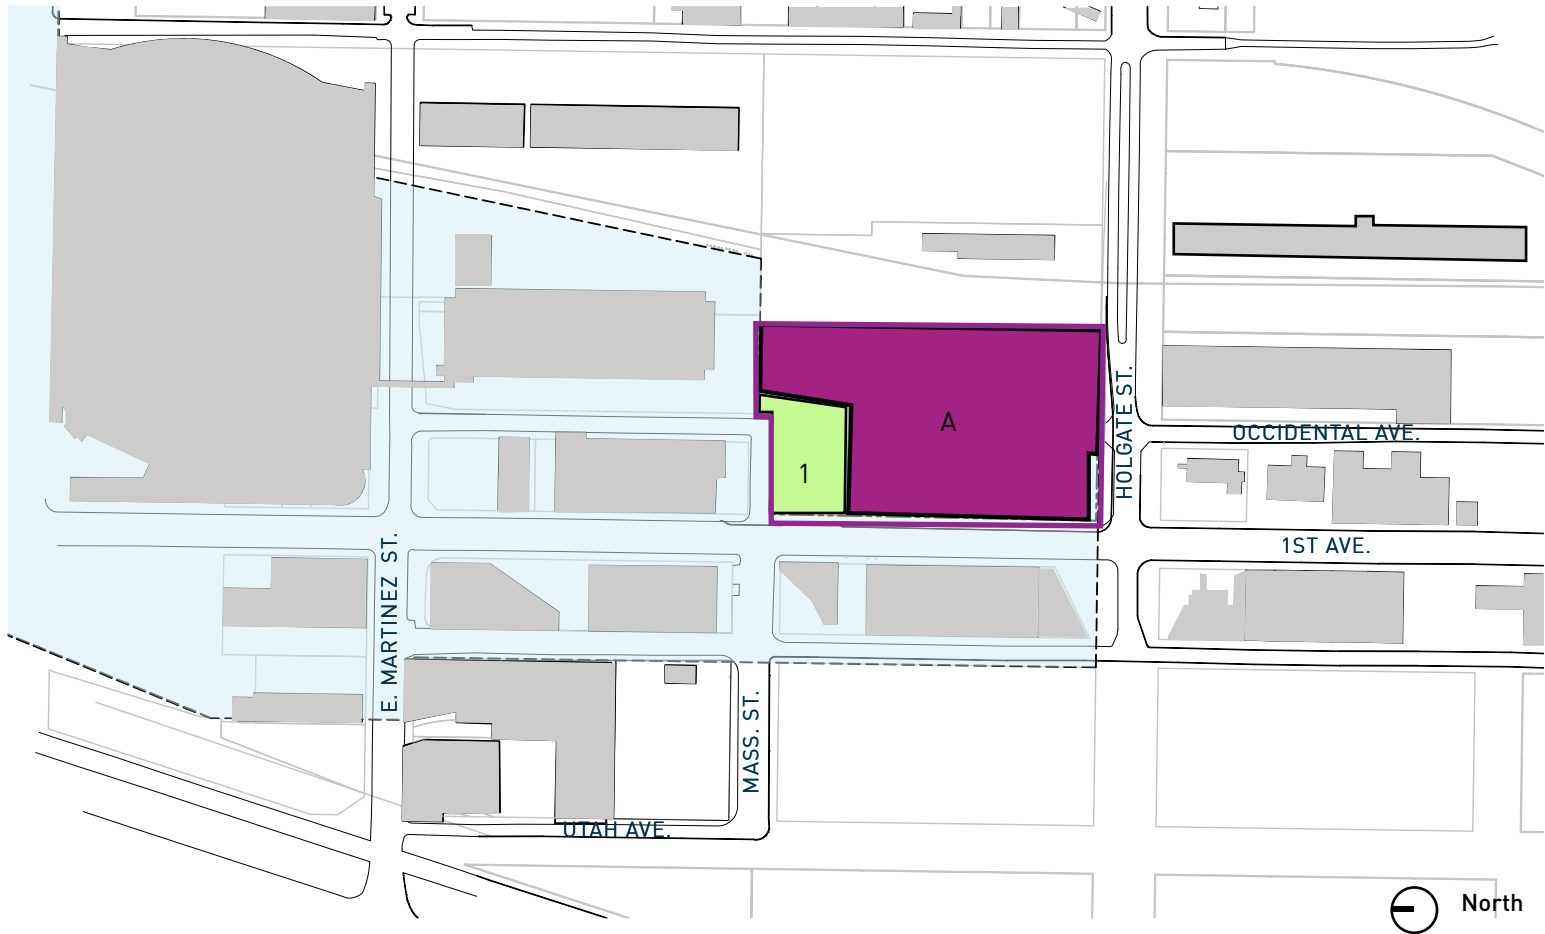 A
1
HOLGATE ST.
OCCIDENTAL AVE.
1ST AVE.
E. MARTINEZ ST.
MASS. ST.
UTAH AVE.
North